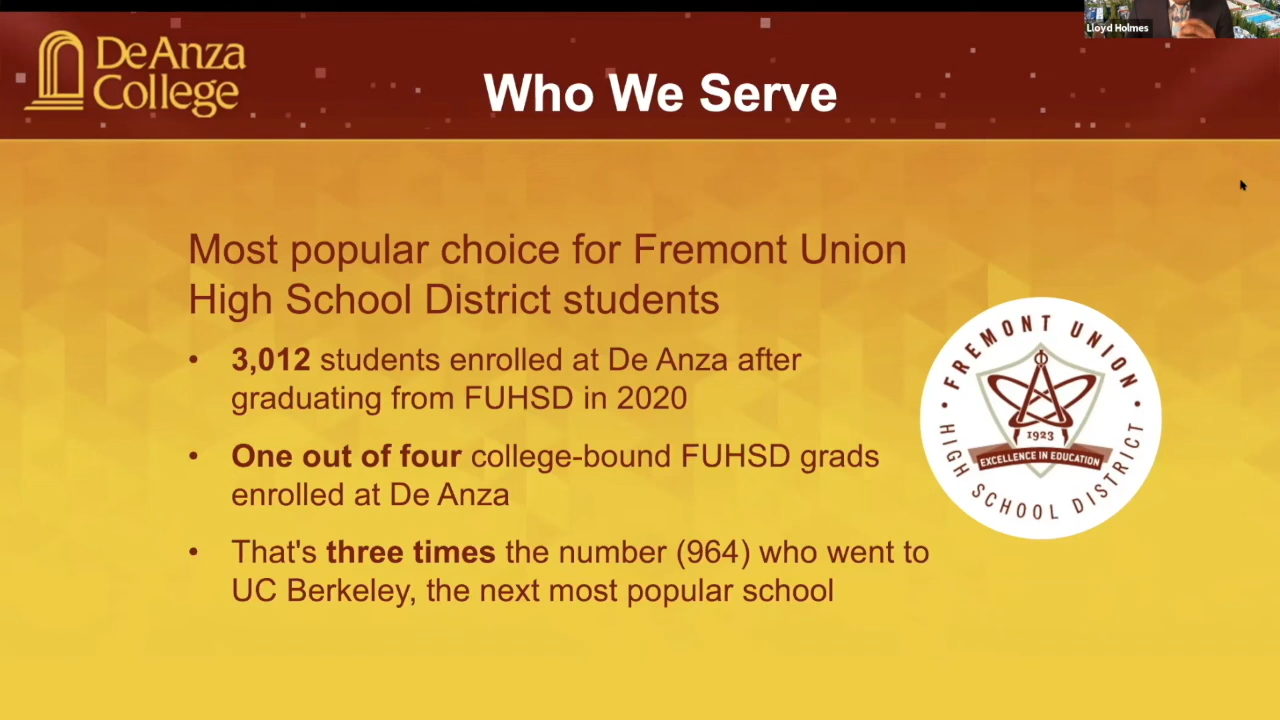 Lloyd Holmes
De Anza
College
Who We Serve
Most popular choice for Fremont Union
High School District students
• 3,012 students enrolled at De Anza after
graduating from FUHSD in 2020
• One out of four college-bound FUHSD grads
enrolled at De Anza
• That's three times the number (964) who went to
UC Berkeley, the next most popular school
• FREMONT UNION •
HIGH SCHOOL DISTRICT
1923
EXCELLENCE IN EDUCATION